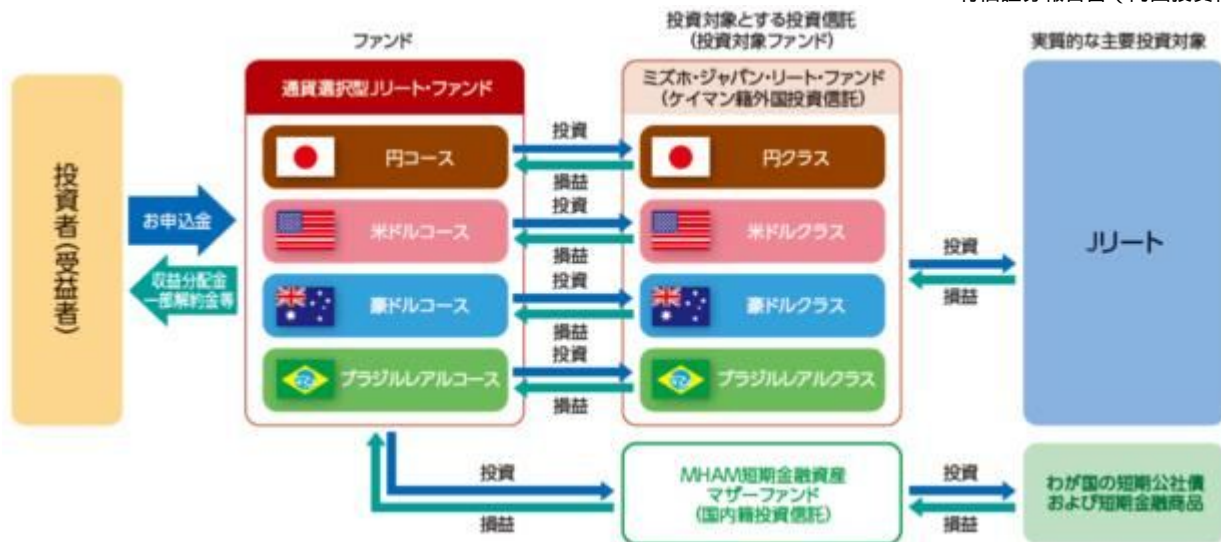 投資対象とする投資信託
ファンド
(投資対象ファンド)
実質的な主要投資対象
投資者(受益者)
お申込金
収益分配金
一部解約金等
通貨選択型Jリート・ファンド
円コース
米ドルコース
豪ドルコース
ブラジルレアルコース
投資
損益
投資
損益
投資
損益
投資
損益
ミズホ・ジャパン・リート・ファンド
(ケイマン籍外国投資信託)
円クラス
米ドルクラス
豪ドルクラス
ブラジルレアルクラス
投資
損益
Jリート
投資
損益
MHAM短期金融資産
マザーファンド
(国内籍投資信託)
投資
損益
わが国の短期公社債
および短期金融商品